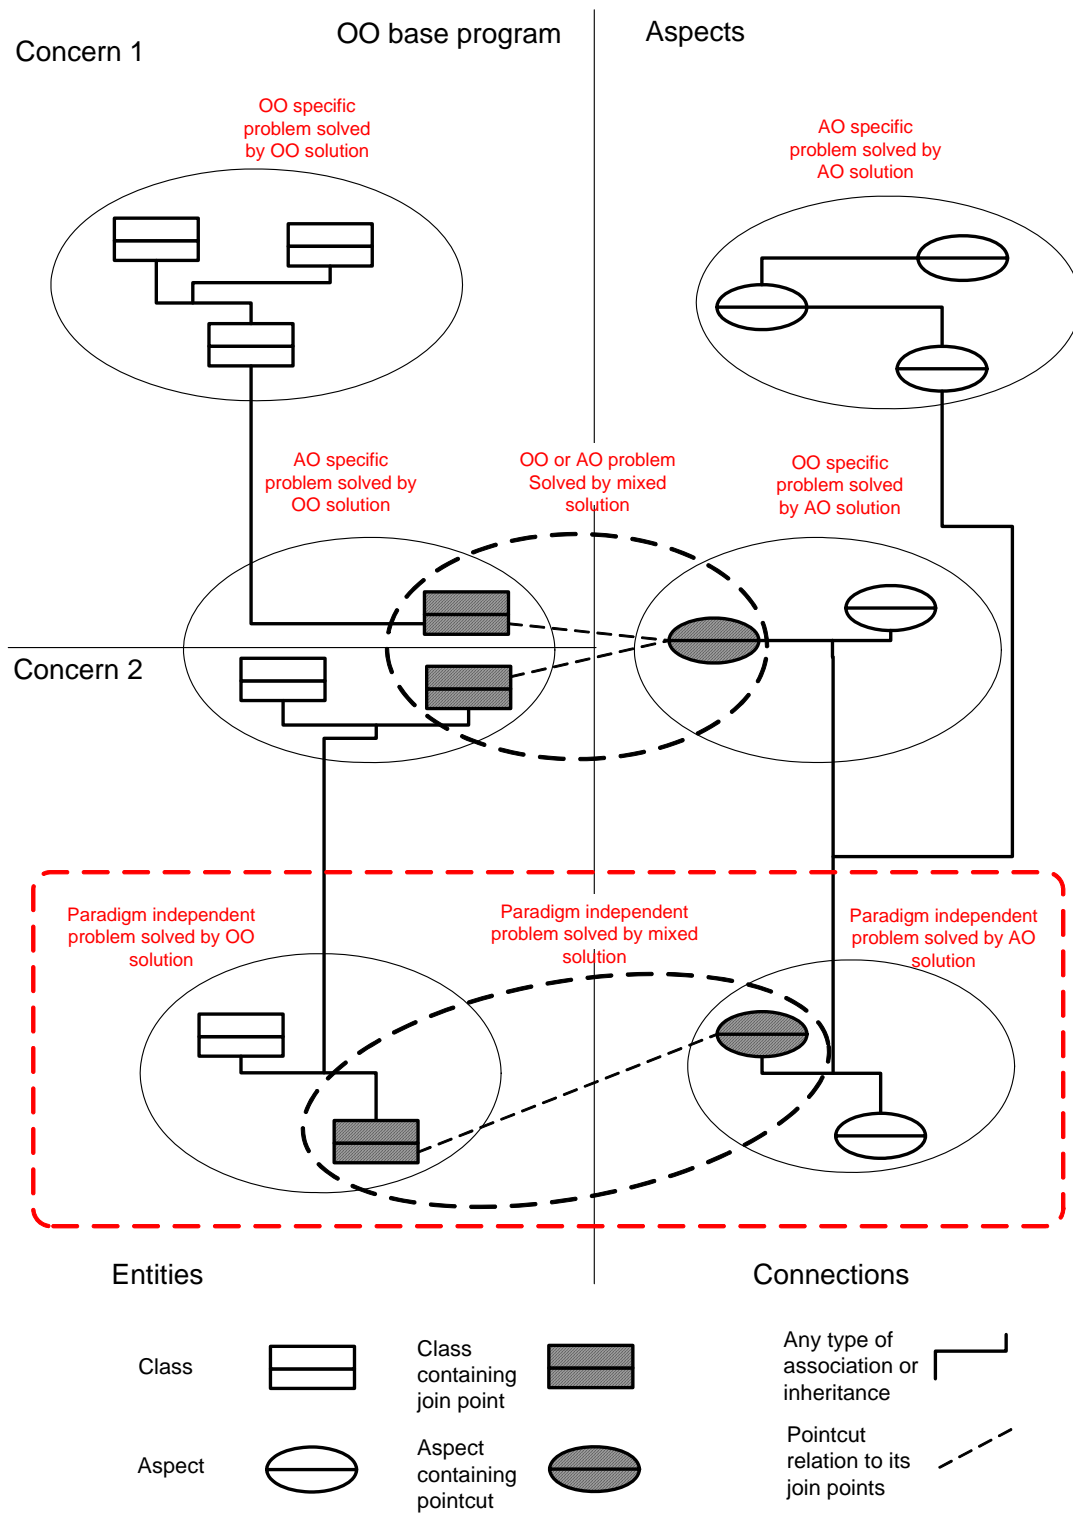 Concern 1
OO base program
Aspects
OO specific
problem solved
by OO solution
AO specific
problem solved by
AO solution
AO specific
problem solved by
OO solution
OO or AO problem
Solved by mixed
solution
OO specific
problem solved
by AO solution
Concern 2
Paradigm independent
problem solved by OO
solution
Paradigm independent
problem solved by mixed
solution
Paradigm independent
problem solved by AO
solution
Entities
Connections
Class
Class
containing
join point
Any type of
association or
inheritance
Aspect
Aspect
containing
pointcut
Pointcut
relation to its
join points